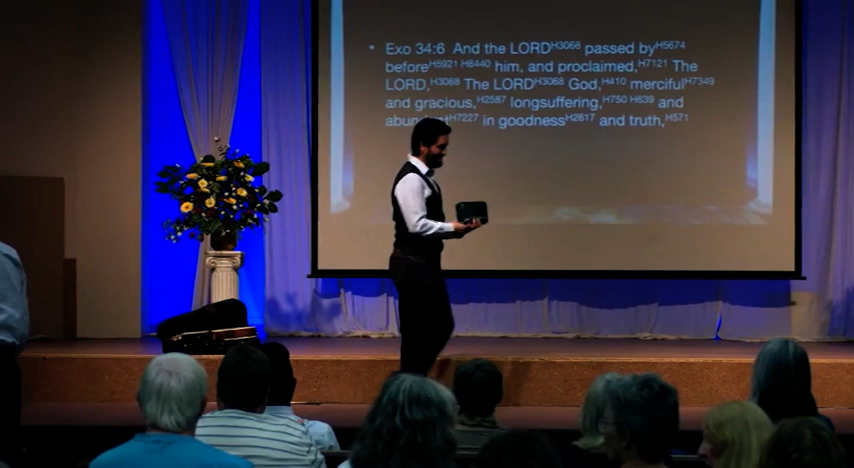 • Exo 34:6 And the LORDH3068 passed byH5674
beforeH5921 H6440 him, and proclaimed,H7121 The
LORD,H3068 The LORDH3068 God,H410 mercifulH7349
and gracious,H2587 longsuffering,H750 H639 and
H7227 in goodnessH2617 and truth,H571